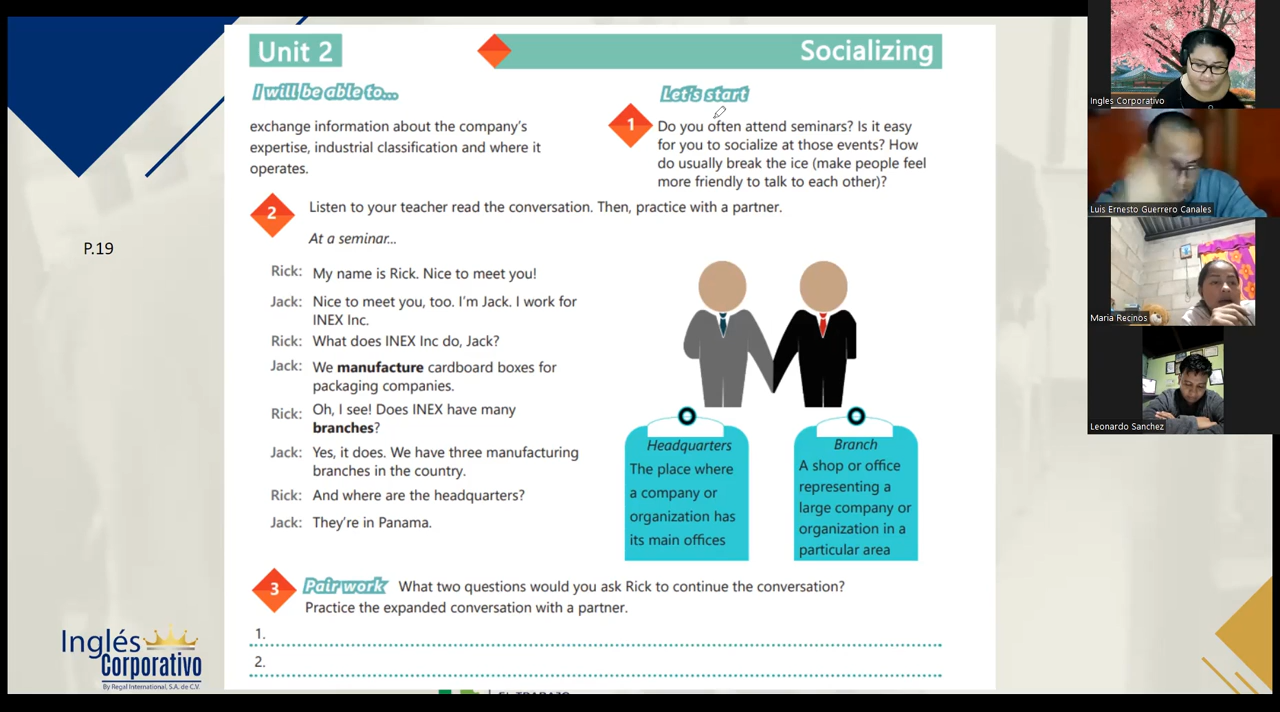 Unit 2
Socializing
I will be able to...
exchange information about the company's
expertise, industrial classification and where it
operates.
Let's start
1
Do you often attend seminars? Is it easy
for you to socialize at those events? How
do usually break the ice (make people feel
more friendly to talk to each other)?
2
Listen to your teacher read the conversation. Then, practice with a partner.
At a seminar...
P.19
Rick: My name is Rick. Nice to meet you!
Jack: Nice to meet you, too. I'm Jack. I work for
INEX Inc.
Rick: What does INEX Inc do, Jack?
Jack: We manufacture cardboard boxes for
packaging companies.
Rick: Oh, I see! Does INEX have many
branches?
Jack: Yes, it does. We have three manufacturing
branches in the country.
Rick: And where are the headquarters?
Jack: They're in Panama.
Headquarters
The place where
a company or
organization has
its main offices
Branch
A shop or office
representing a
large company or
organization in a
particular area
3
Pair work What two questions would you ask Rick to continue the conversation?
Practice the expanded conversation with a partner.
1.
2.
Inglés
Corporativo
By Regal International, S.A. de C.V.
EL TRABAJO
Ingles Corporativo
Luis Ernesto Guerrero Canales
Maria Recinos
Leonardo Sanchez